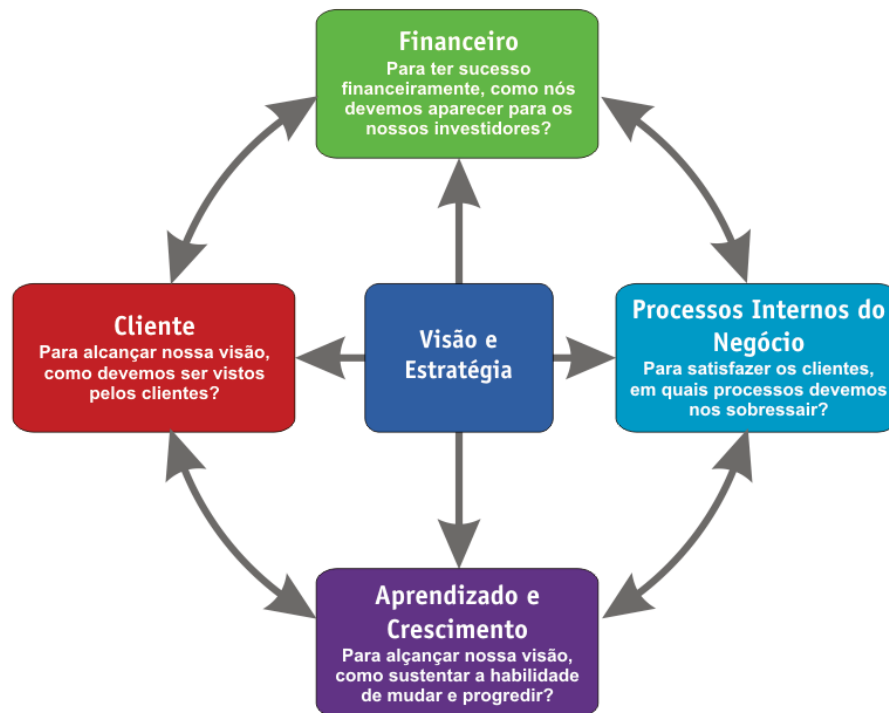 Financeiro
Para ter sucesso
financeiramente, como nós
devemos aparecer para os
nossos investidores?
Cliente
Para alcançar nossa visão,
como devemos ser vistos
pelos clientes?
Visão e
Estratégia
Processos Internos do
Negócio
Para satisfazer os clientes,
em quais processos devemos
nos sobressair?
Aprendizado e
Crescimento
Para alçançar nossa visão,
como sustentar a habilidade
de mudar e progredir?